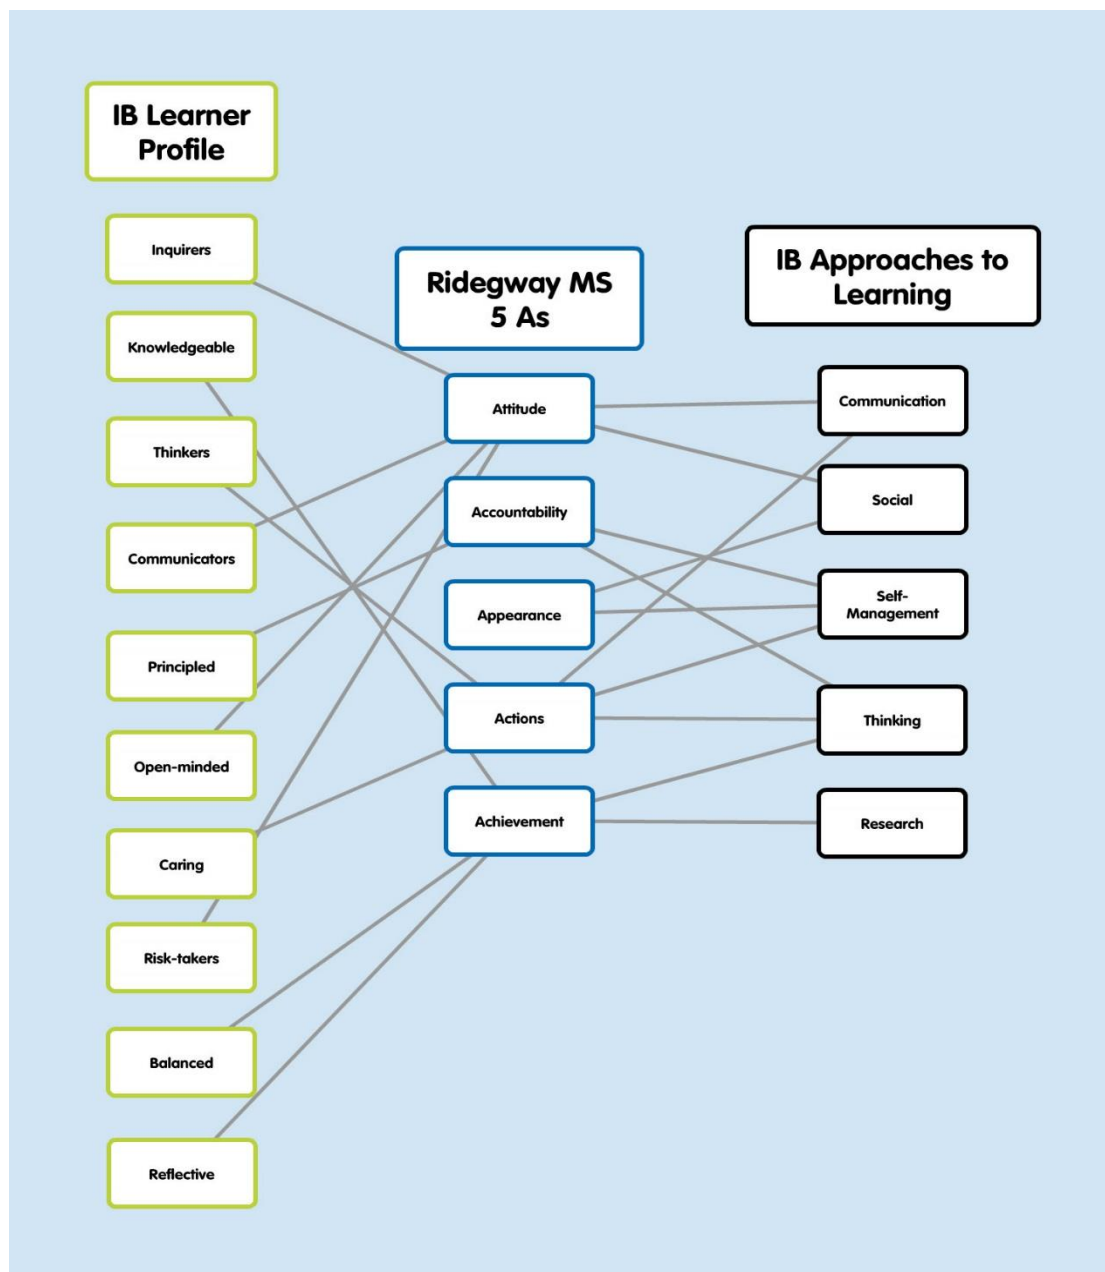 IB Learner
Profile
Inquirers
Knowledgeable
Thinkers
Communicators
Principled
Open-minded
Caring
Risk-takers
Balanced
Reflective
Ridegway MS
5 As
Attitude
Accountability
Appearance
Actions
Achievement
IB Approaches to
Learning
Communication
Social
Self-
Management
Thinking
Research